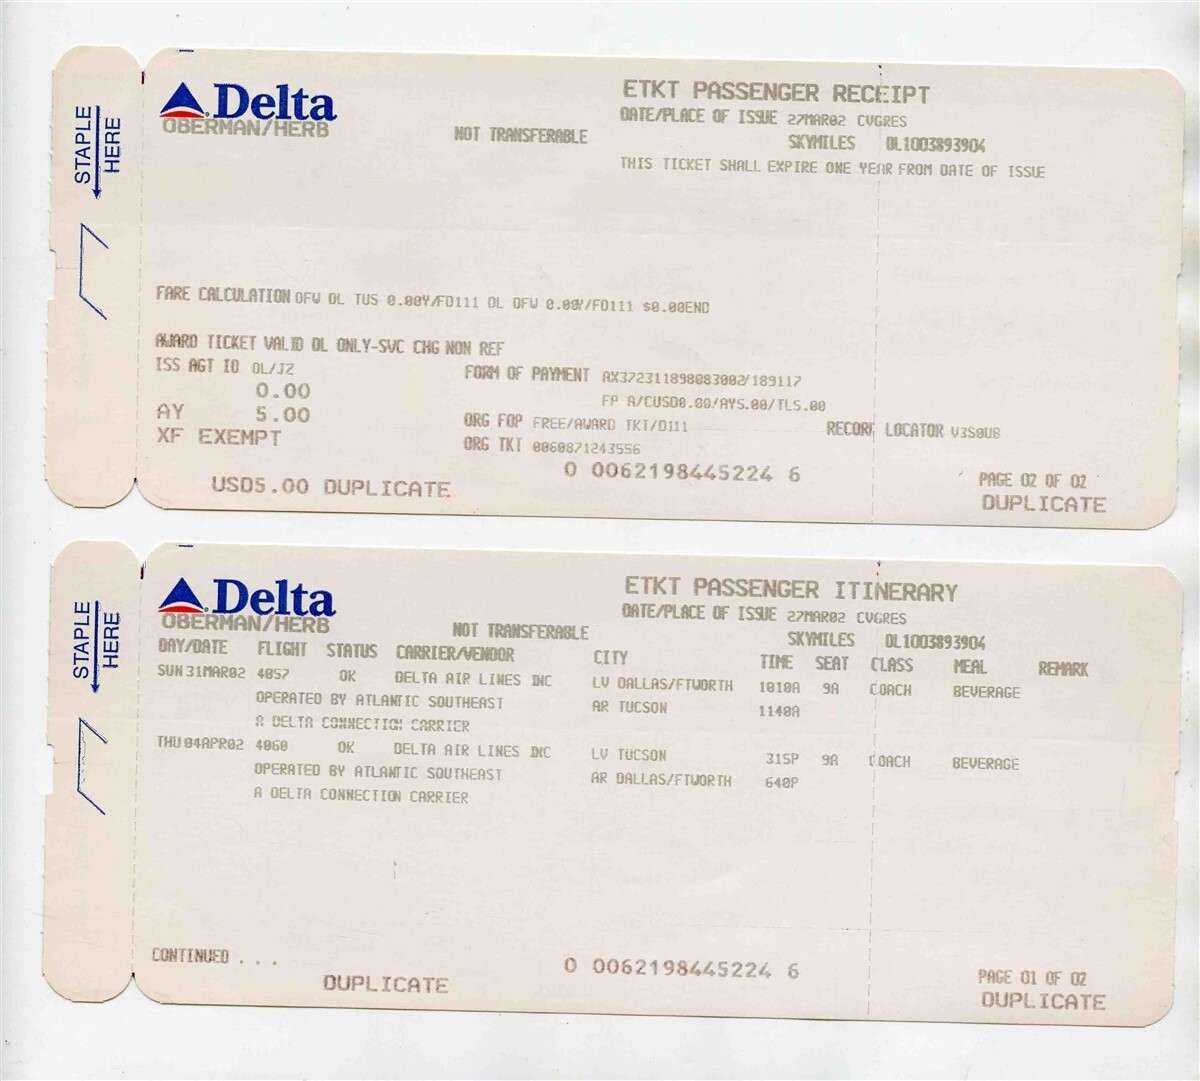 STAPLE HERE
Delta
OBERMAN/HERB
NOT TRANSFERABLE
ETKT PASSENGER RECEIPT
DATE/PLACE OF ISSUE 27MAR02 CVGRES
SKYMILES DL1003893904
THIS TICKET SHALL EXPIRE ONE YEAR FROM DATE OF ISSUE
FARE CALCULATION DFW DL TUS 0.00Y/FD111 DL DFW 0.00Y/FD111 $0.00END
AWARD TICKET VALID DL ONLY-SVC CHG NON REF
ISS AGT ID DL/JZ
FORM OF PAYMENT AX372311898083002/189117
0.00
FP A/CUSD0.00/AY5.00/TL5.00
AY 5.00
ORG FOP FREE/AWARD TKT/D111
RECORD LOCATOR V3S0UB
XF EXEMPT
ORG TKT 0060871243556
0 0062198445224 6
PAGE 02 OF 02
USD5.00 DUPLICATE
DUPLICATE
STAPLE HERE
Delta
OBERMAN/HERB
NOT TRANSFERABLE
ETKT PASSENGER ITINERARY
DATE/PLACE OF ISSUE 27MAR02 CVGRES
SKYMILES DL1003893904
DAY/DATE FLIGHT STATUS CARRIER/VENDOR CITY TIME SEAT CLASS MEAL REMARK
SUN 31MAR02 4057 OK DELTA AIR LINES INC LV DALLAS/FTWORTH 1010A 9A COACH BEVERAGE
OPERATED BY ATLANTIC SOUTHEAST AR TUCSON 1140A
A DELTA CONNECTION CARRIER
THU 04APR02 4060 OK DELTA AIR LINES INC LV TUCSON 315P 9A COACH BEVERAGE
OPERATED BY ATLANTIC SOUTHEAST AR DALLAS/FTWORTH 640P
A DELTA CONNECTION CARRIER
CONTINUED . . .
0 0062198445224 6
PAGE 01 OF 02
DUPLICATE
DUPLICATE